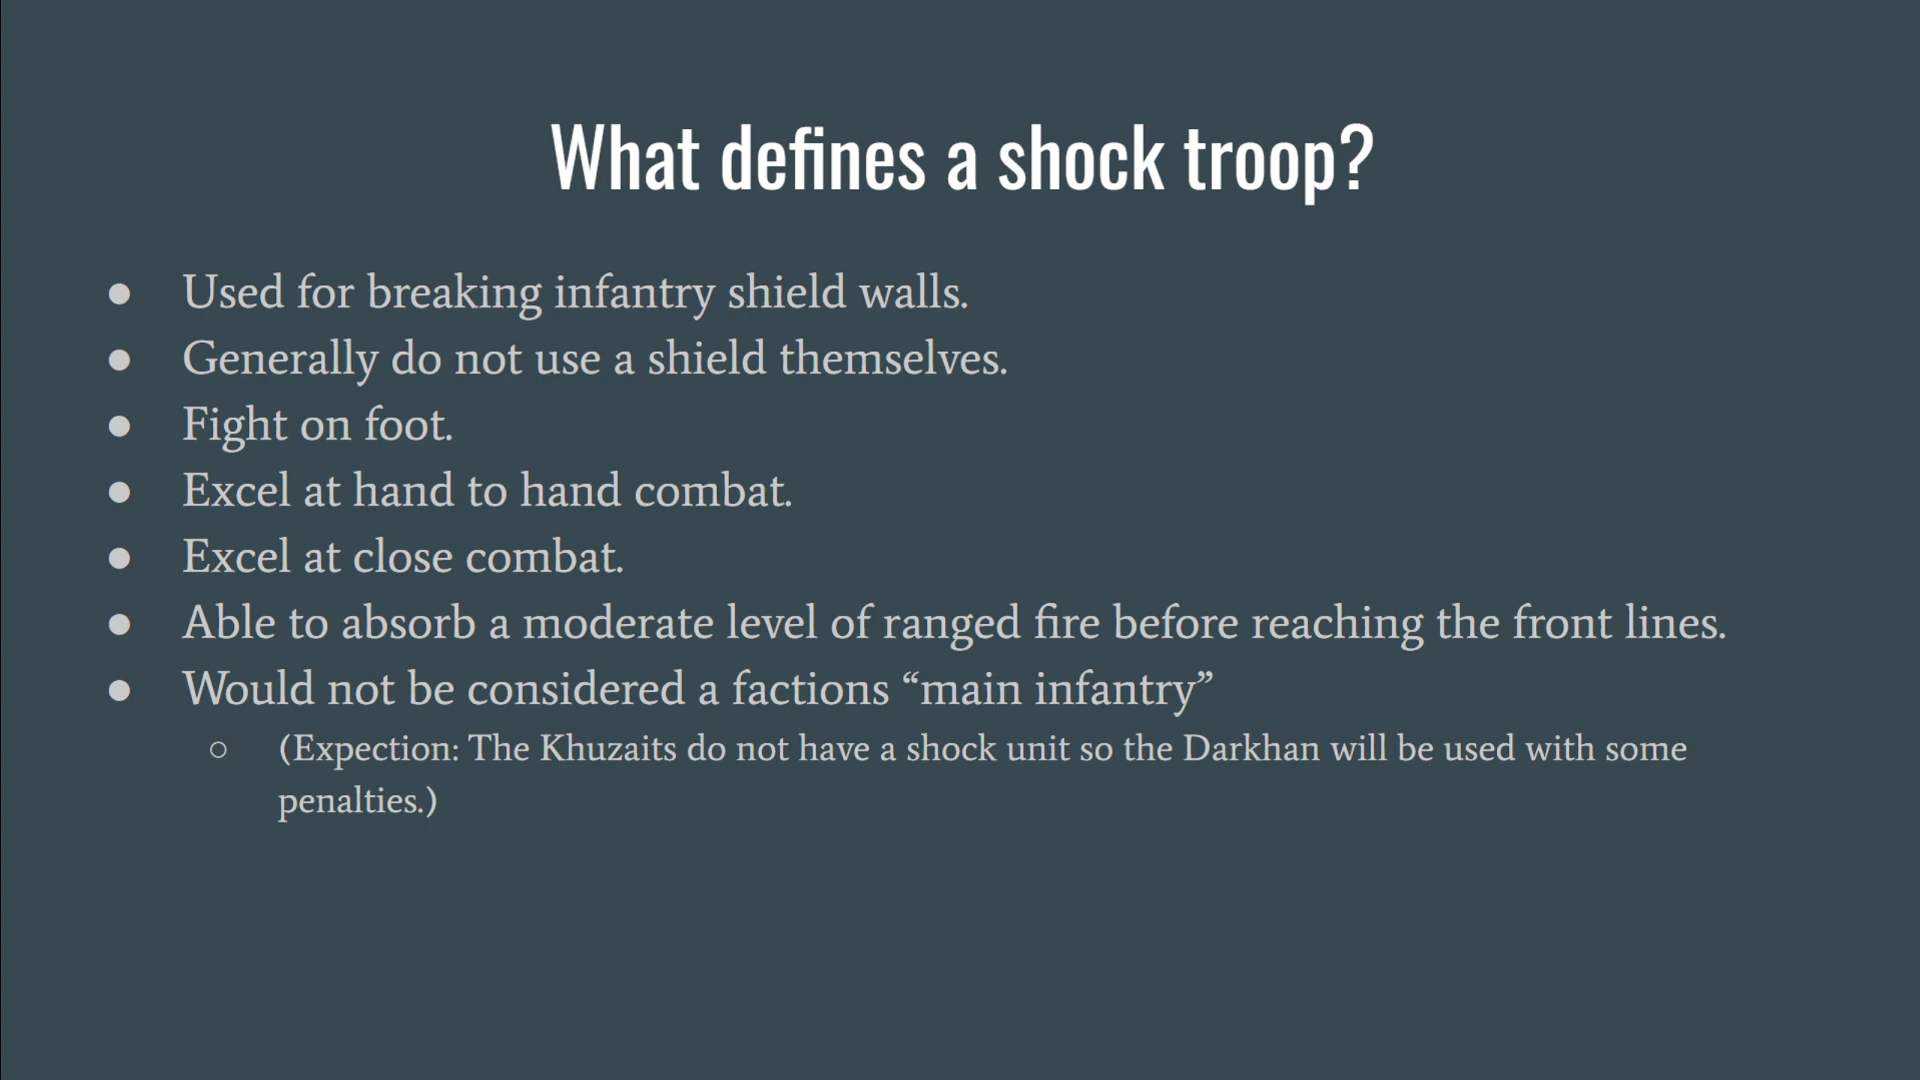 What defines a shock troop?
● Used for breaking infantry shield walls.
● Generally do not use a shield themselves.
● Fight on foot.
● Excel at hand to hand combat.
● Excel at close combat.
● Able to absorb a moderate level of ranged fire before reaching the front lines.
● Would not be considered a factions “main infantry”
○ (Expection: The Khuzaits do not have a shock unit so the Darkhan will be used with some
penalties.)